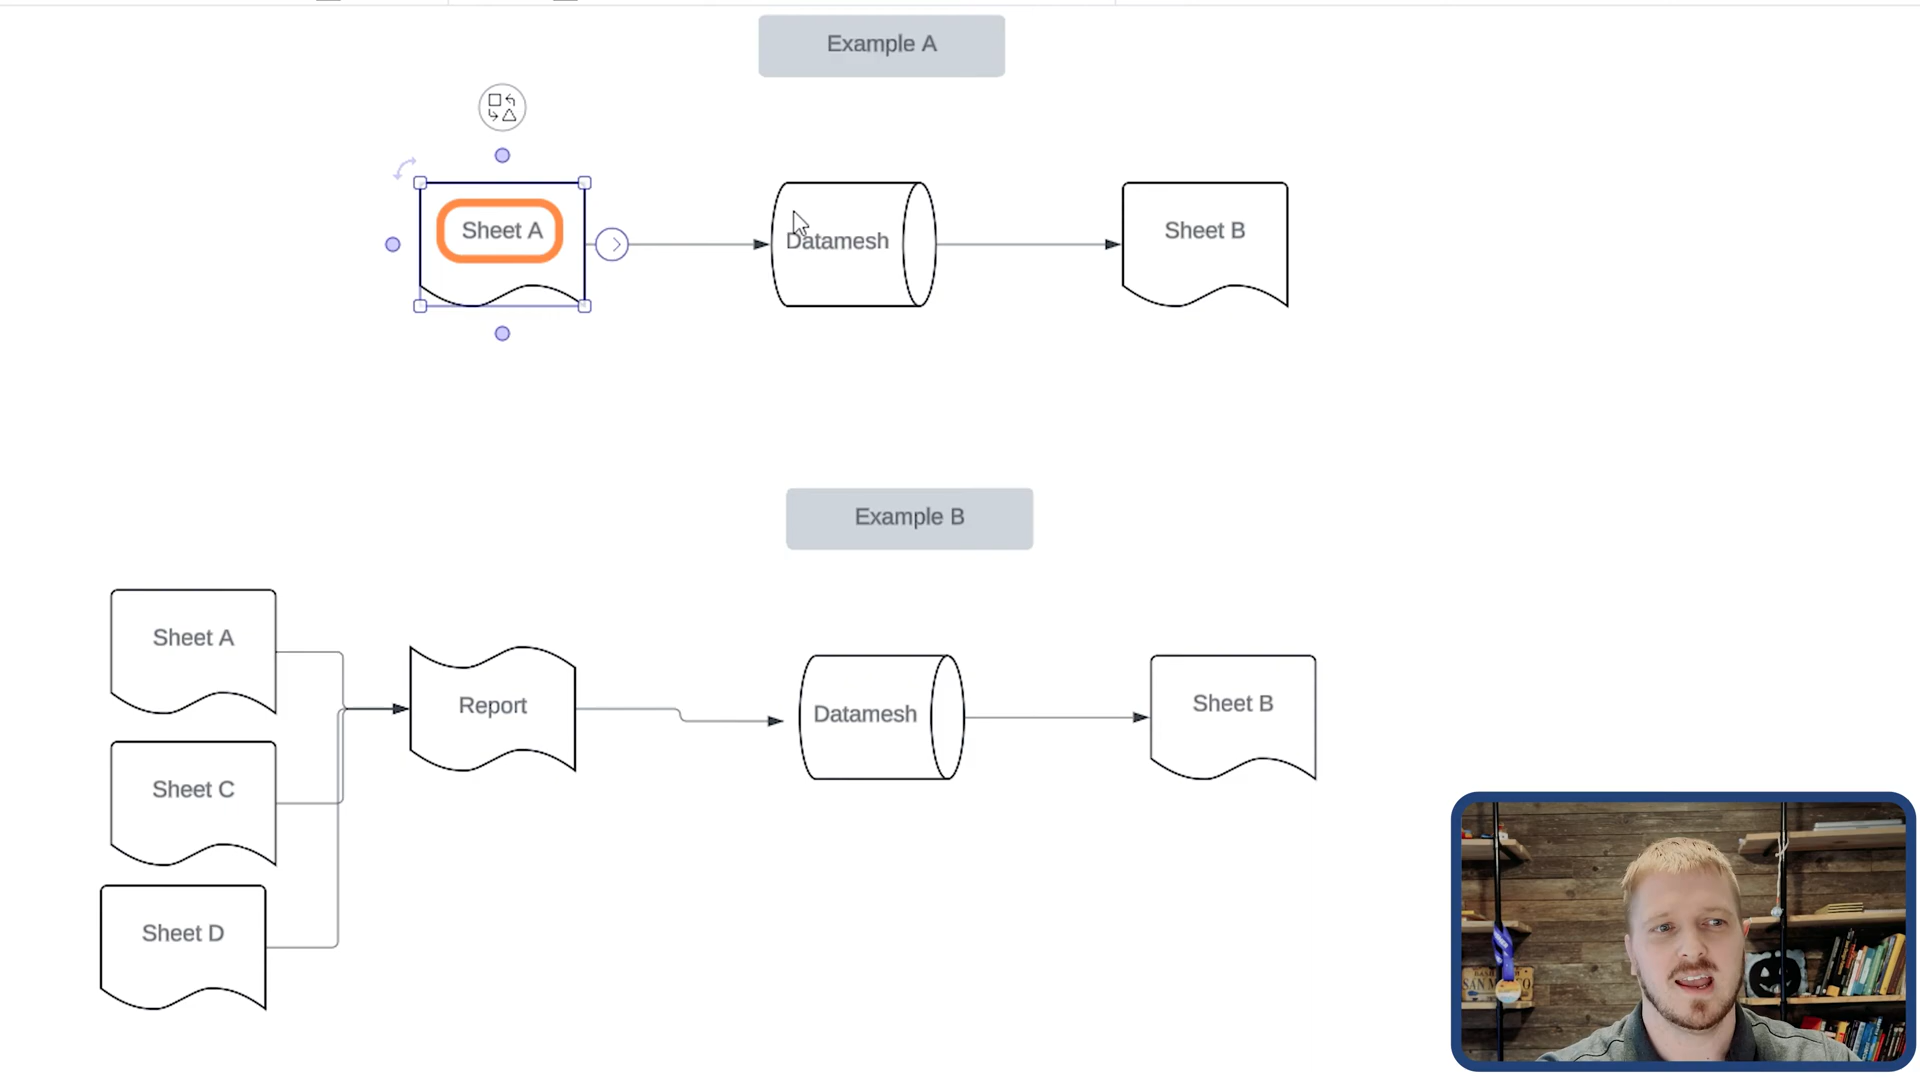 Example A
Sheet A
Datamesh
Sheet B
Example B
Sheet A
Report
Datamesh
Sheet B
Sheet C
Sheet D